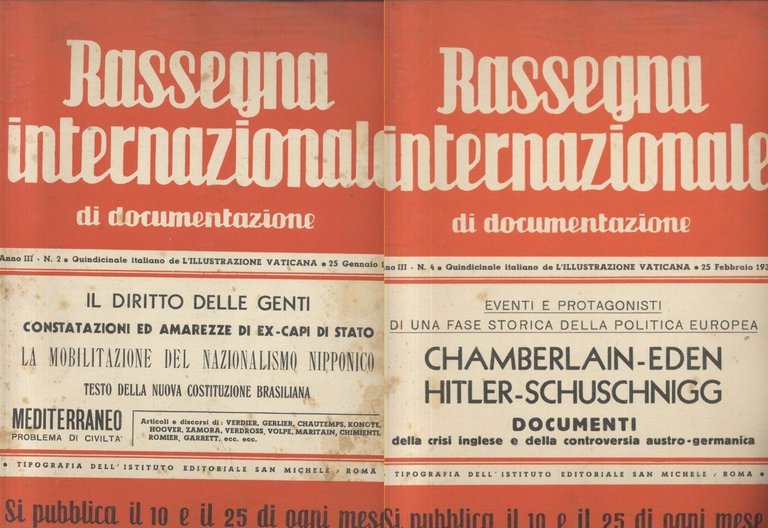 Rassegna
internazionale
di documentazione
Anno III - N. 2 • Quindicinale italiano de L'ILLUSTRAZIONE VATICANA • 25 Gennaio
IL DIRITTO DELLE GENTI
CONSTATAZIONI ED AMAREZZE DI EX-CAPI DI STATO
LA MOBILITAZIONE DEL NAZIONALISMO NIPPONICO
TESTO DELLA NUOVA COSTITUZIONE BRASILIANA
MEDITERRANEO
PROBLEMA DI CIVILTA'
Articoli e discorsi di: VERDIER, GERLIER, CHAUTEMPS, KONOYE,
HOOVER, ZAMORA, VERDROSS, VOLPE, MARITAIN, CHIMIENTI,
ROMIER, GARRETT, ecc. ecc.
• TIPOGRAFIA DELL'ISTITUTO EDITORIALE SAN MICHELE, ROMA •
Si pubblica il 10 e il 25 di ogni mese
Rassegna
internazionale
di documentazione
III - N. 4 • Quindicinale italiano de L'ILLUSTRAZIONE VATICANA • 25 Febbraio 193
EVENTI E PROTAGONISTI
DI UNA FASE STORICA DELLA POLITICA EUROPEA
CHAMBERLAIN-EDEN
HITLER-SCHUSCHNIGG
DOCUMENTI
della crisi inglese e della controversia austro-germanica
• TIPOGRAFIA DELL'ISTITUTO EDITORIALE SAN MICHELE, ROMA •
Si pubblica il 10 e il 25 di ogni mese